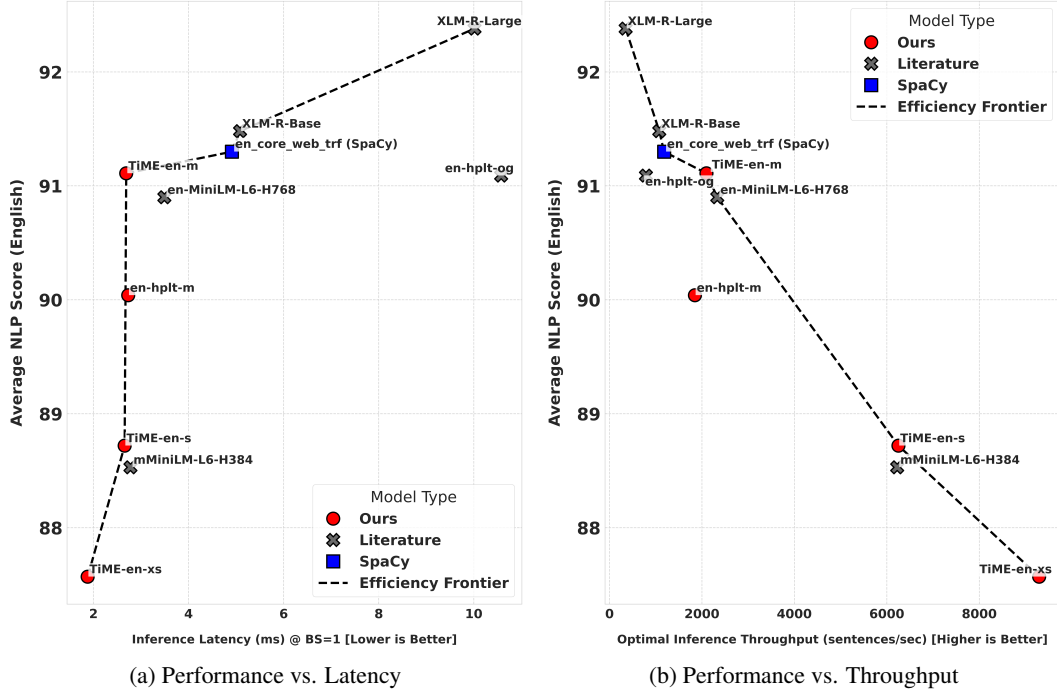 XLM-R-Large
XLM-R-Base
en_core_web_trf (SpaCy)
TiME-en-m
en-hplt-og
en-MiniLM-L6-H768
en-hplt-m
TiME-en-s
mMiniLM-L6-H384
TiME-en-xs
92
91
90
89
88
Average NLP Score (English)
Model Type
Ours
Literature
SpaCy
Efficiency Frontier
2 4 6 8 10
Inference Latency (ms) @ BS=1 [Lower is Better]
(a) Performance vs. Latency
XLM-R-Large
Model Type
Ours
Literature
SpaCy
Efficiency Frontier
XLM-R-Base
en_core_web_trf (SpaCy)
TiME-en-m
en-hplt-og
en-MiniLM-L6-H768
en-hplt-m
TiME-en-s
mMiniLM-L6-H384
TiME-en-xs
92
91
90
89
88
Average NLP Score (English)
0 2000 4000 6000 8000
Optimal Inference Throughput (sentences/sec) [Higher is Better]
(b) Performance vs. Throughput